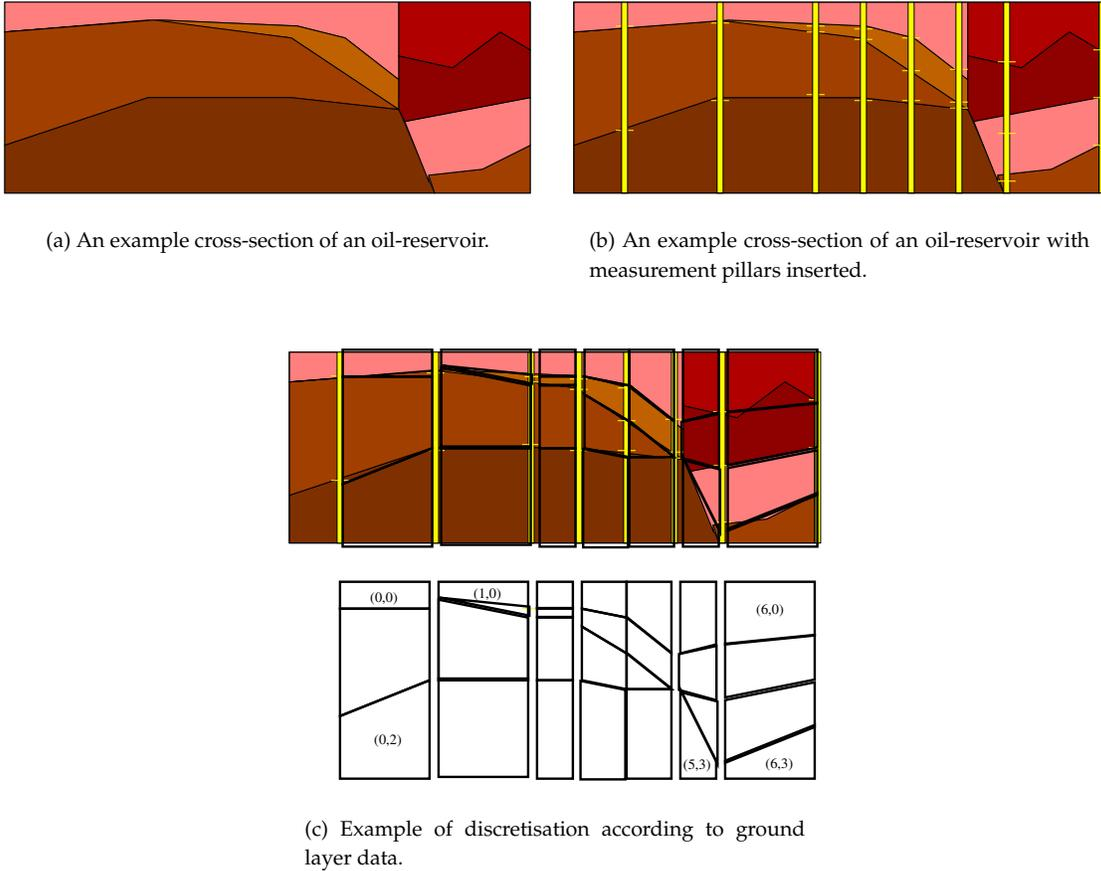 (a) An example cross-section of an oil-reservoir.
(b) An example cross-section of an oil-reservoir with
measurement pillars inserted.
(0,0)
(1,0)
(6,0)
(0,2)
(5,3)
(6,3)
(c) Example of discretisation according to ground
layer data.